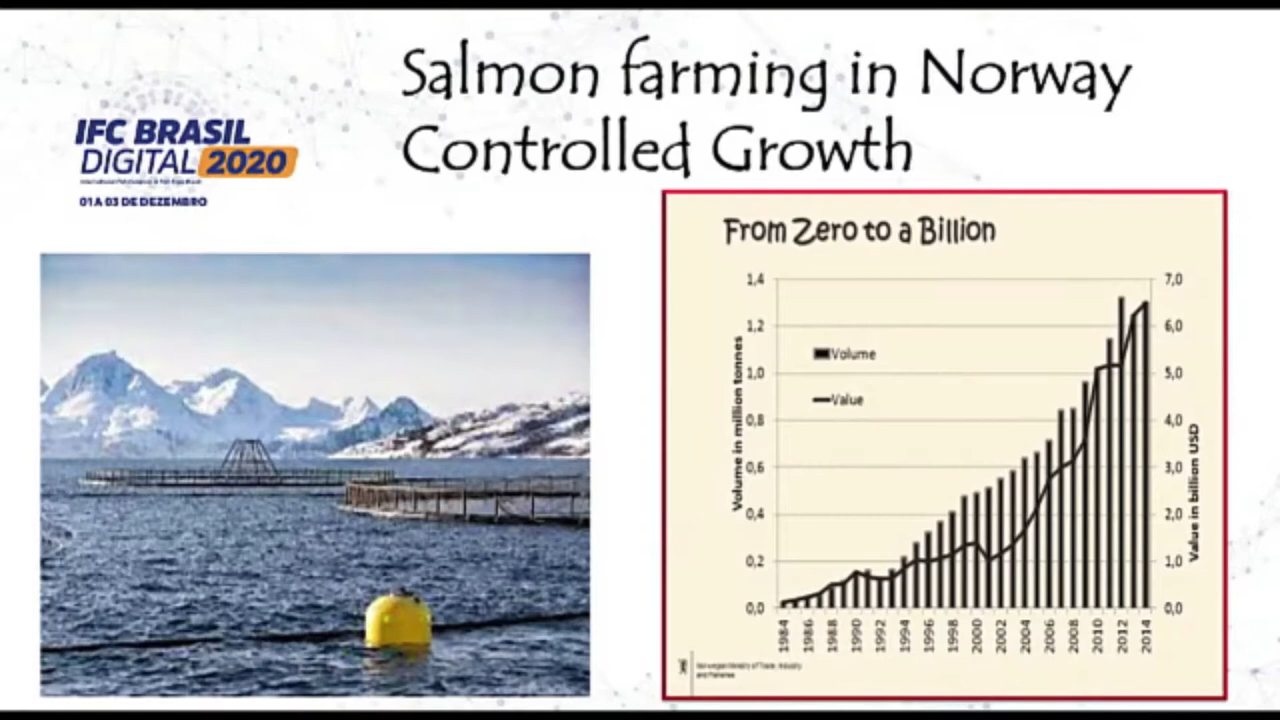 Salmon farming in Norway
Controlled Growth
IFC BRASIL
DIGITAL 2020
01 A 03 DE DEZEMBRO
From Zero to a Billion
1,4
1,2
1,0
0,8
0,6
0,4
0,2
0,0
Volume in million tonnes
Volume
Value
7,0
6,0
5,0
4,0
3,0
2,0
1,0
0,0
Value in billion USD
1984
1986
1988
1990
1992
1994
1996
1998
2000
2002
2004
2006
2008
2010
2012
2014
Norwegian Ministry of Trade, Industry
and Fisheries